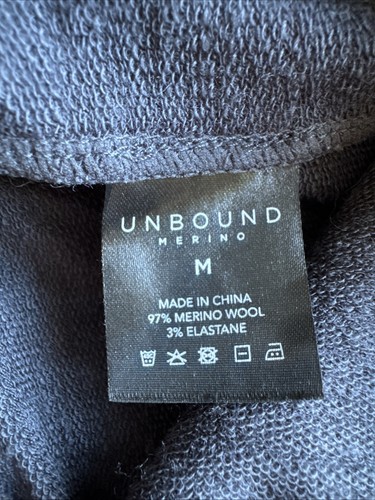 UNBOUND
MERINO
M
MADE IN CHINA
97% MERINO WOOL
3% ELASTANE